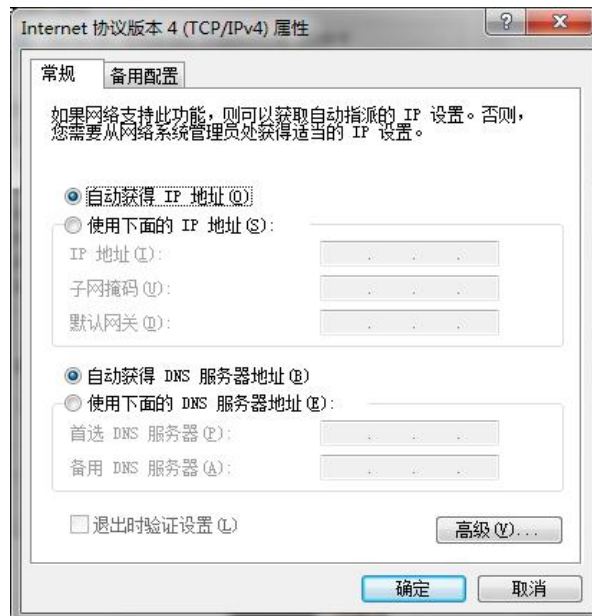 Internet 协议版本 4 (TCP/IPv4) 属性
常规
备用配置
如果网络支持此功能，则可以获取自动指派的 IP 设置。否则，
您需要从网络系统管理员处获得适当的 IP 设置。
自动获得 IP 地址(O)
使用下面的 IP 地址(S):
IP 地址(I):
子网掩码(U):
默认网关(D):
自动获得 DNS 服务器地址(B)
使用下面的 DNS 服务器地址(E):
首选 DNS 服务器(P):
备用 DNS 服务器(A):
退出时验证设置(L)
高级(V)...
确定
取消